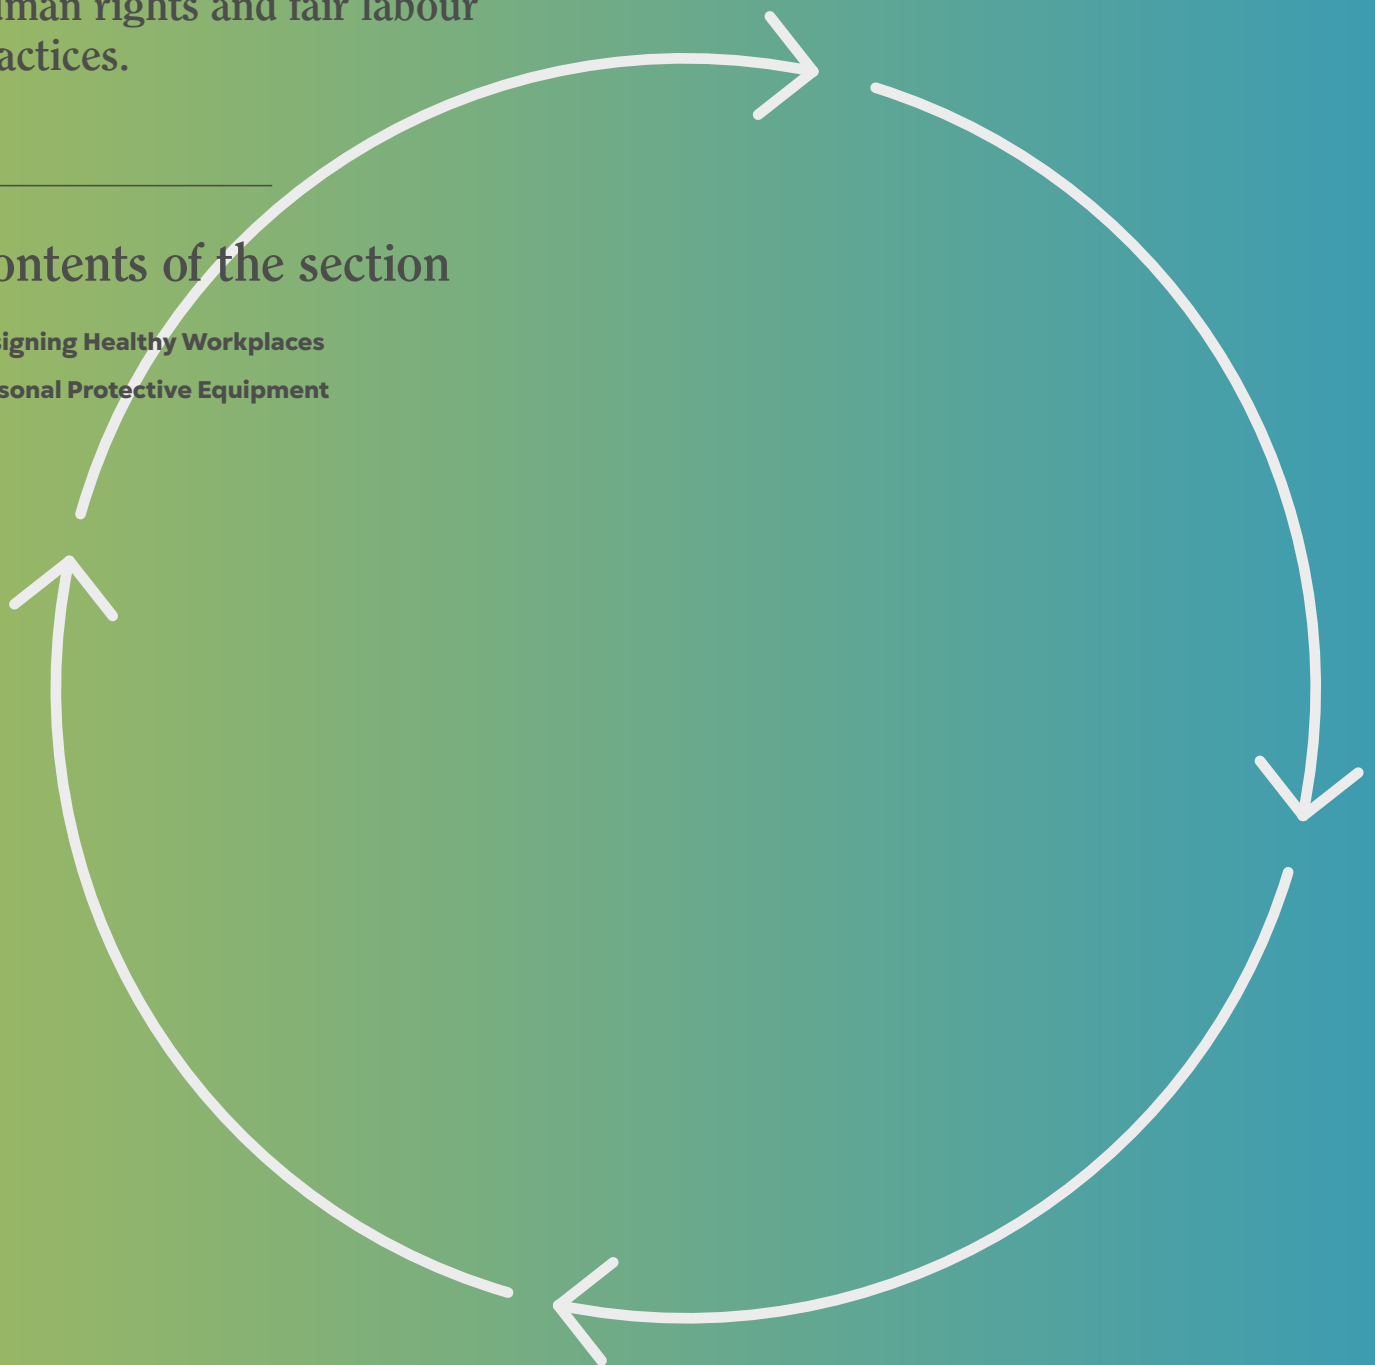 uman rights and fair labour
actices.
ontents of the section
signing Healthy Workplaces
sonal Protective Equipment